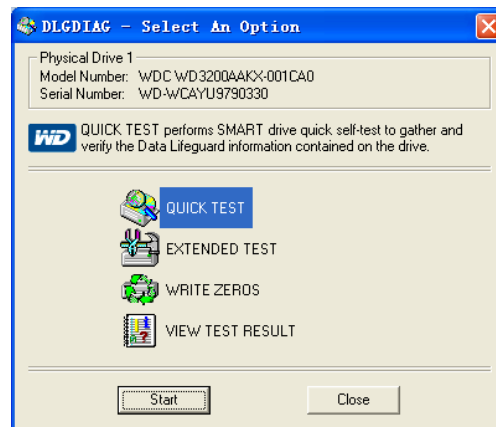 DLGDIAG - Select An Option
Physical Drive 1
Model Number: WDC WD3200AAKX-001CA0
Serial Number: WD-WCAYU9790330
WD
QUICK TEST performs SMART drive quick self-test to gather and
verify the Data Lifeguard information contained on the drive.
QUICK TEST
EXTENDED TEST
WRITE ZEROS
VIEW TEST RESULT
Start
Close